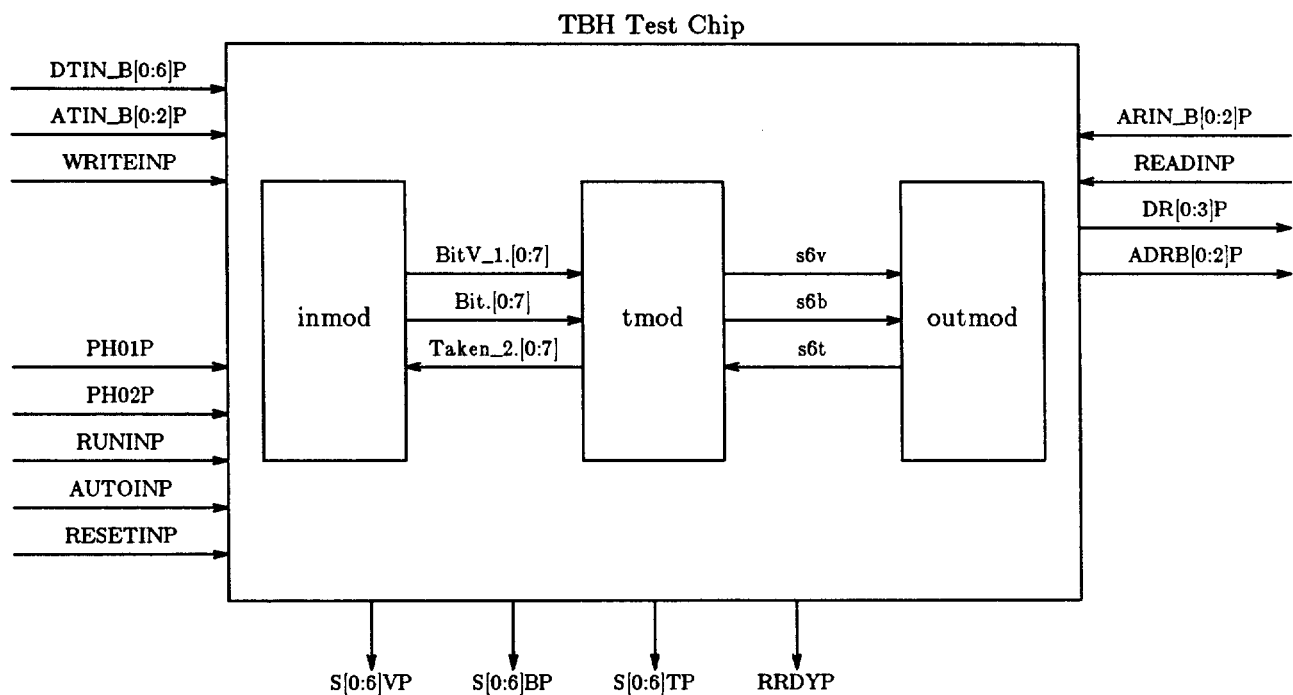 TBH Test Chip
DTIN_B[0:6]P
ATIN_B[0:2]P
ARIN_B[0:2]P
WRITEINP
READINP
DR[0:3]P
BitV_1.[0:7]
s6v
ADRB[0:2]P
inmod
Bit.[0:7]
tmod
s6b
outmod
PH01P
Taken_2.[0:7]
s6t
PH02P
RUNINP
AUTOINP
RESETINP
S[0:6]VP
S[0:6]BP
S[0:6]TP
RRDYP